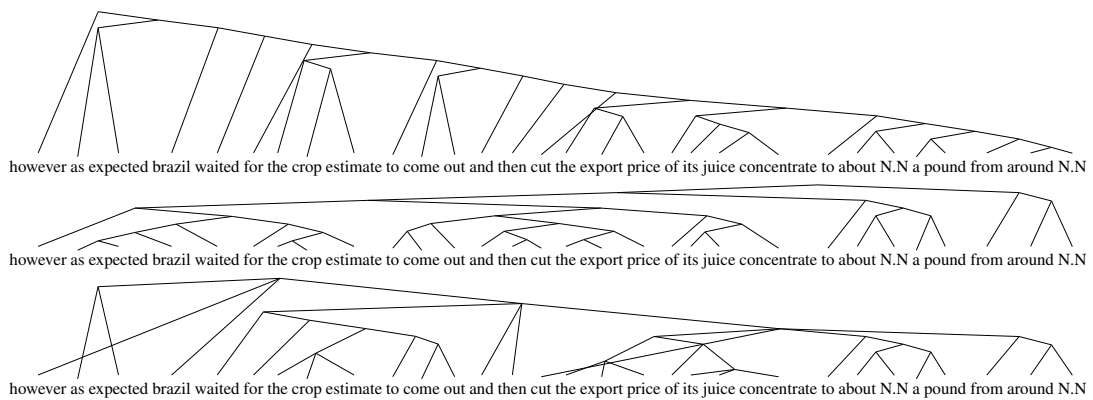 however as expected brazil waited for the crop estimate to come out and then cut the export price of its juice concentrate to about N.N a pound from around N.N
however as expected brazil waited for the crop estimate to come out and then cut the export price of its juice concentrate to about N.N a pound from around N.N
however as expected brazil waited for the crop estimate to come out and then cut the export price of its juice concentrate to about N.N a pound from around N.N